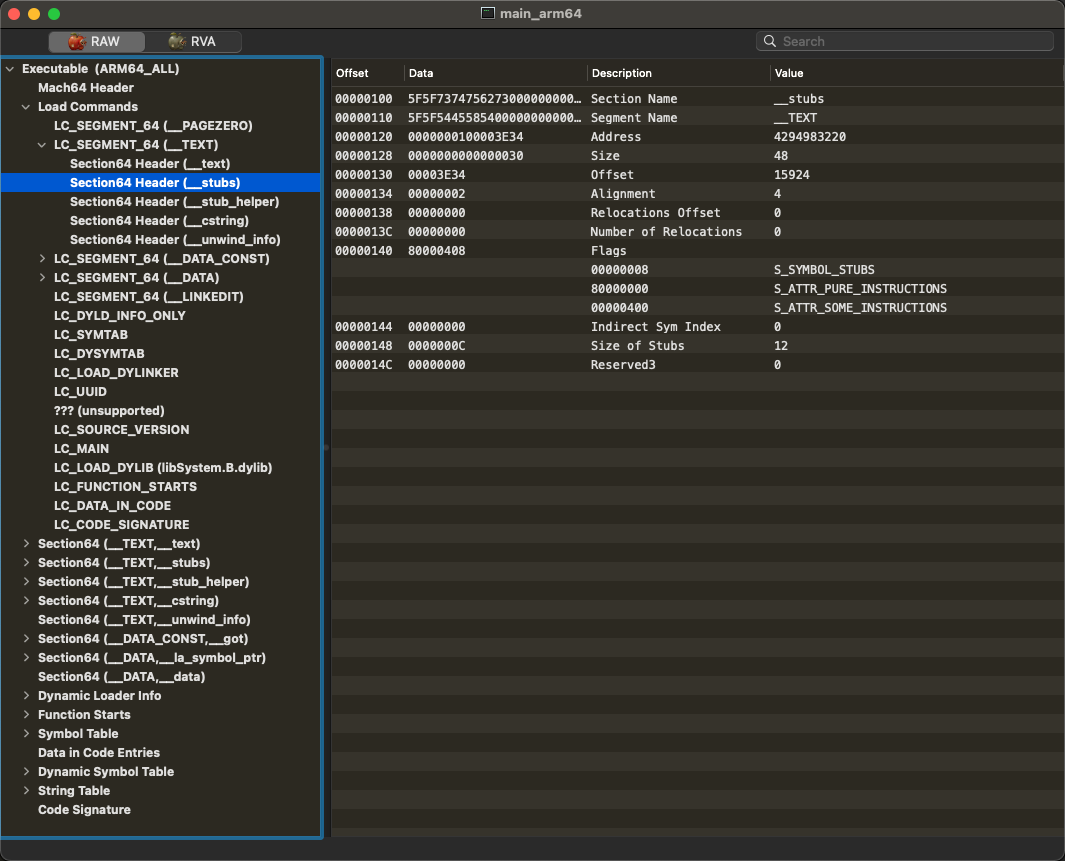 main_arm64
RAW RVA Search
Executable (ARM64_ALL)
Mach64 Header
Load Commands
LC_SEGMENT_64 (__PAGEZERO)
LC_SEGMENT_64 (__TEXT)
Section64 Header (__text)
Section64 Header (__stubs)
Section64 Header (__stub_helper)
Section64 Header (__cstring)
Section64 Header (__unwind_info)
LC_SEGMENT_64 (__DATA_CONST)
LC_SEGMENT_64 (__DATA)
LC_SEGMENT_64 (__LINKEDIT)
LC_DYLD_INFO_ONLY
LC_SYMTAB
LC_DYSYMTAB
LC_LOAD_DYLINKER
LC_UUID
??? (unsupported)
LC_SOURCE_VERSION
LC_MAIN
LC_LOAD_DYLIB (libSystem.B.dylib)
LC_FUNCTION_STARTS
LC_DATA_IN_CODE
LC_CODE_SIGNATURE
Section64 (__TEXT,__text)
Section64 (__TEXT,__stubs)
Section64 (__TEXT,__stub_helper)
Section64 (__TEXT,__cstring)
Section64 (__TEXT,__unwind_info)
Section64 (__DATA_CONST,__got)
Section64 (__DATA,__la_symbol_ptr)
Section64 (__DATA,__data)
Dynamic Loader Info
Function Starts
Symbol Table
Data in Code Entries
Dynamic Symbol Table
String Table
Code Signature
Offset Data Description Value
00000100 5F5F7374756273000000000… Section Name __stubs
00000110 5F5F5445585400000000000… Segment Name __TEXT
00000120 0000000100003E34 Address 4294983220
00000128 0000000000000030 Size 48
00000130 00003E34 Offset 15924
00000134 00000002 Alignment 4
00000138 00000000 Relocations Offset 0
0000013C 00000000 Number of Relocations 0
00000140 80000408 Flags
00000008 S_SYMBOL_STUBS
80000000 S_ATTR_PURE_INSTRUCTIONS
00000400 S_ATTR_SOME_INSTRUCTIONS
00000144 00000000 Indirect Sym Index 0
00000148 0000000C Size of Stubs 12
0000014C 00000000 Reserved3 0